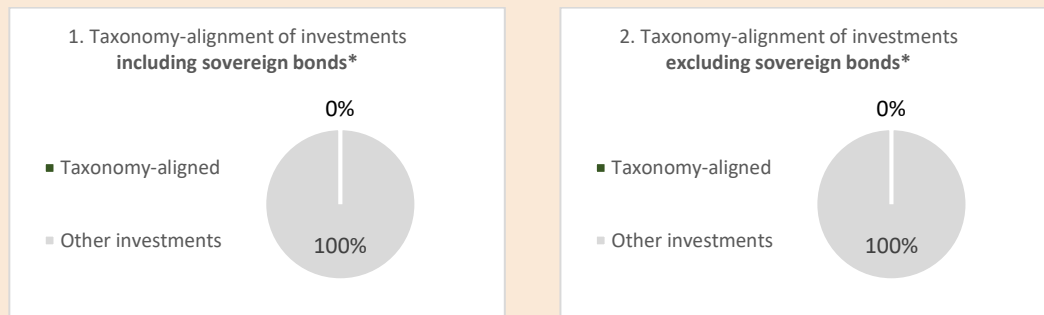 1. Taxonomy-alignment of investments
including sovereign bonds*
0%
Taxonomy-aligned
Other investments
100%
2. Taxonomy-alignment of investments
excluding sovereign bonds*
0%
Taxonomy-aligned
Other investments
100%